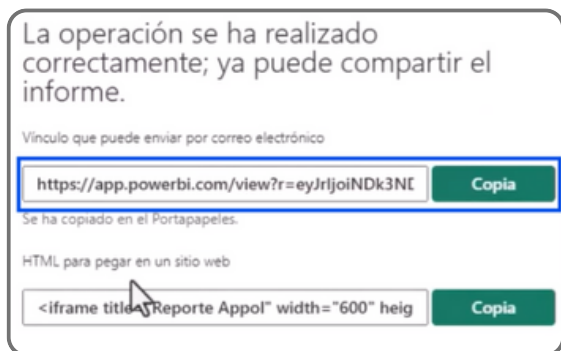 La operación se ha realizado
correctamente; ya puede compartir el
informe.
Vínculo que puede enviar por correo electrónico
https://app.powerbi.com/view?r=eyJrIjoiNDk3NE
Copia
Se ha copiado en el Portapapeles.
HTML para pegar en un sitio web
<iframe title="Reporte Appol" width="600" heig
Copia